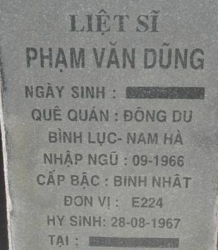 LIỆT SĨ
PHẠM VĂN DŨNG
NGÀY SINH :
QUÊ QUÁN : ĐÔNG DU
BÌNH LỤC- NAM HÀ
NHẬP NGŨ : 09-1966
CẤP BẬC : BINH NHẤT
ĐƠN VỊ : E224
HY SINH: 28-08-1967
TẠI :